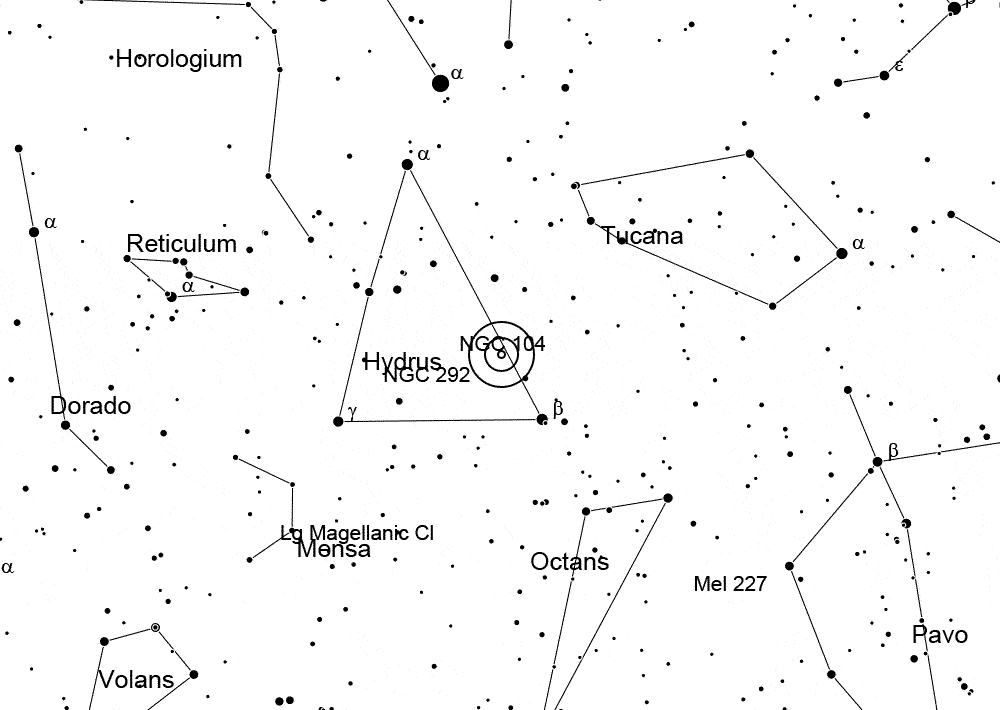 β
Horologium
α
ε
α
α
Tucana
α
Reticulum
α
NGC 104
Hydrus
NGC 292
Dorado
γ
β
β
Lg Magellanic Cl
Mensa
Octans
α
Mel 227
Pavo
Volans